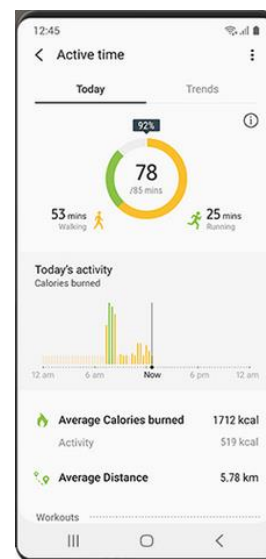 12:45
Active time
Today
Trends
92%
78
/85 mins
53 mins
Walking
25 mins
Running
Today's activity
Calories burned
12 am 6 am Now 6 pm 12 am
Average Calories burned 1712 kcal
Activity 519 kcal
Average Distance 5.78 km
Workouts